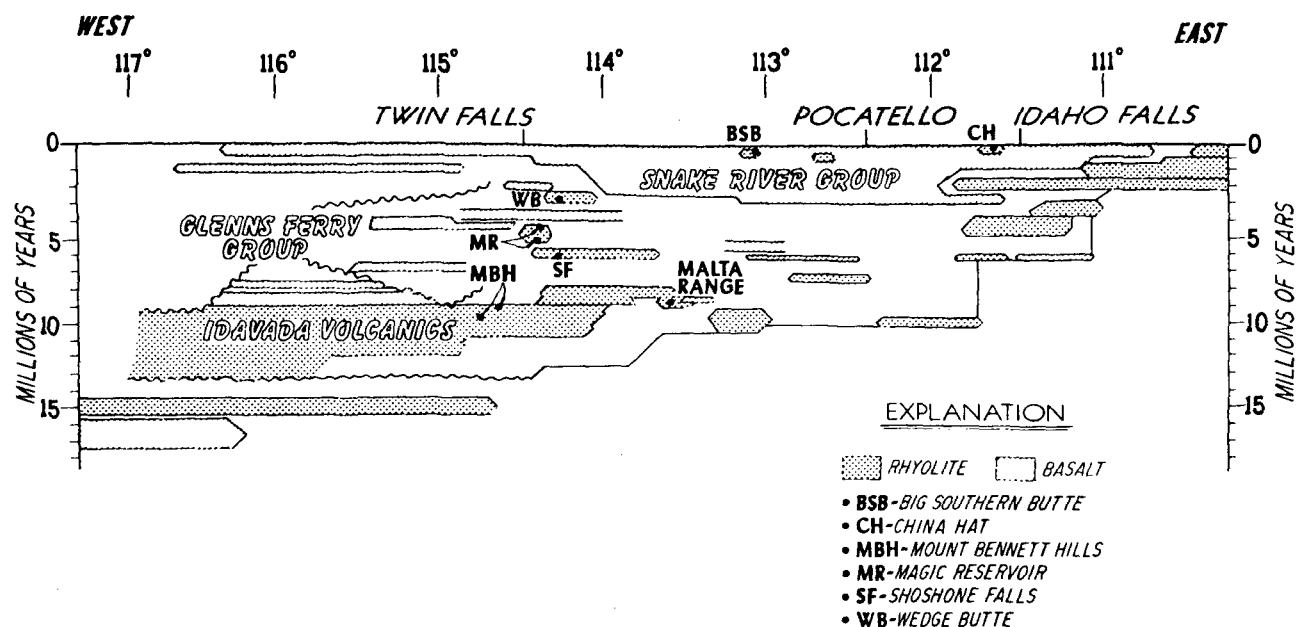 WEST
EAST
117° 116° 115° 114° 113° 112° 111°
TWIN FALLS POCATELLO IDAHO FALLS
BSB CH
0 0
SNAKE RIVER GROUP
WB
GLENNS FERRY
GROUP
5 5
MR
SF
MBH
MALTA
RANGE
10 10
IDAVADA VOLCANICS
15 15
MILLIONS OF YEARS
MILLIONS OF YEARS
EXPLANATION
RHYOLITE BASALT
• BSB-BIG SOUTHERN BUTTE
• CH-CHINA HAT
• MBH-MOUNT BENNETT HILLS
• MR-MAGIC RESERVOIR
• SF-SHOSHONE FALLS
• WB-WEDGE BUTTE